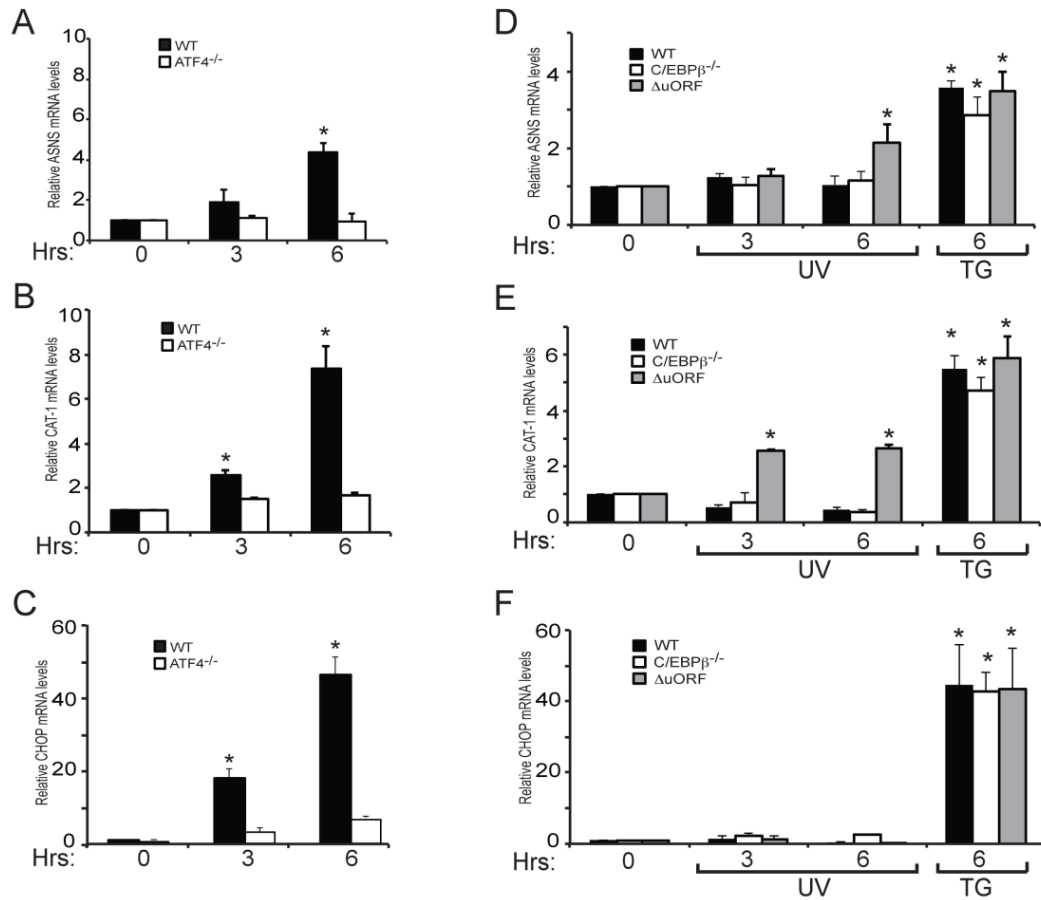 A
Relative ASNS mRNA levels
10
8
6
4
2
0
WT
ATF4-/-
*
Hrs: 0 3 6
B
Relative CAT-1 mRNA levels
10
8
6
4
2
0
WT
ATF4-/-
* *
Hrs: 0 3 6
C
Relative CHOP mRNA levels
60
40
20
0
WT
ATF4-/-
* *
Hrs: 0 3 6
D
Relative ASNS mRNA levels
4
2
0
WT
C/EBPβ-/-
ΔuORF
* * * *
Hrs: 0 3 6 6
UV TG
E
Relative CAT-1 mRNA levels
6
4
2
0
WT
C/EBPβ-/-
ΔuORF
* * * * *
Hrs: 0 3 6 6
UV TG
F
Relative CHOP mRNA levels
60
40
20
0
WT
C/EBPβ-/-
ΔuORF
* * *
Hrs: 0 3 6 6
UV TG